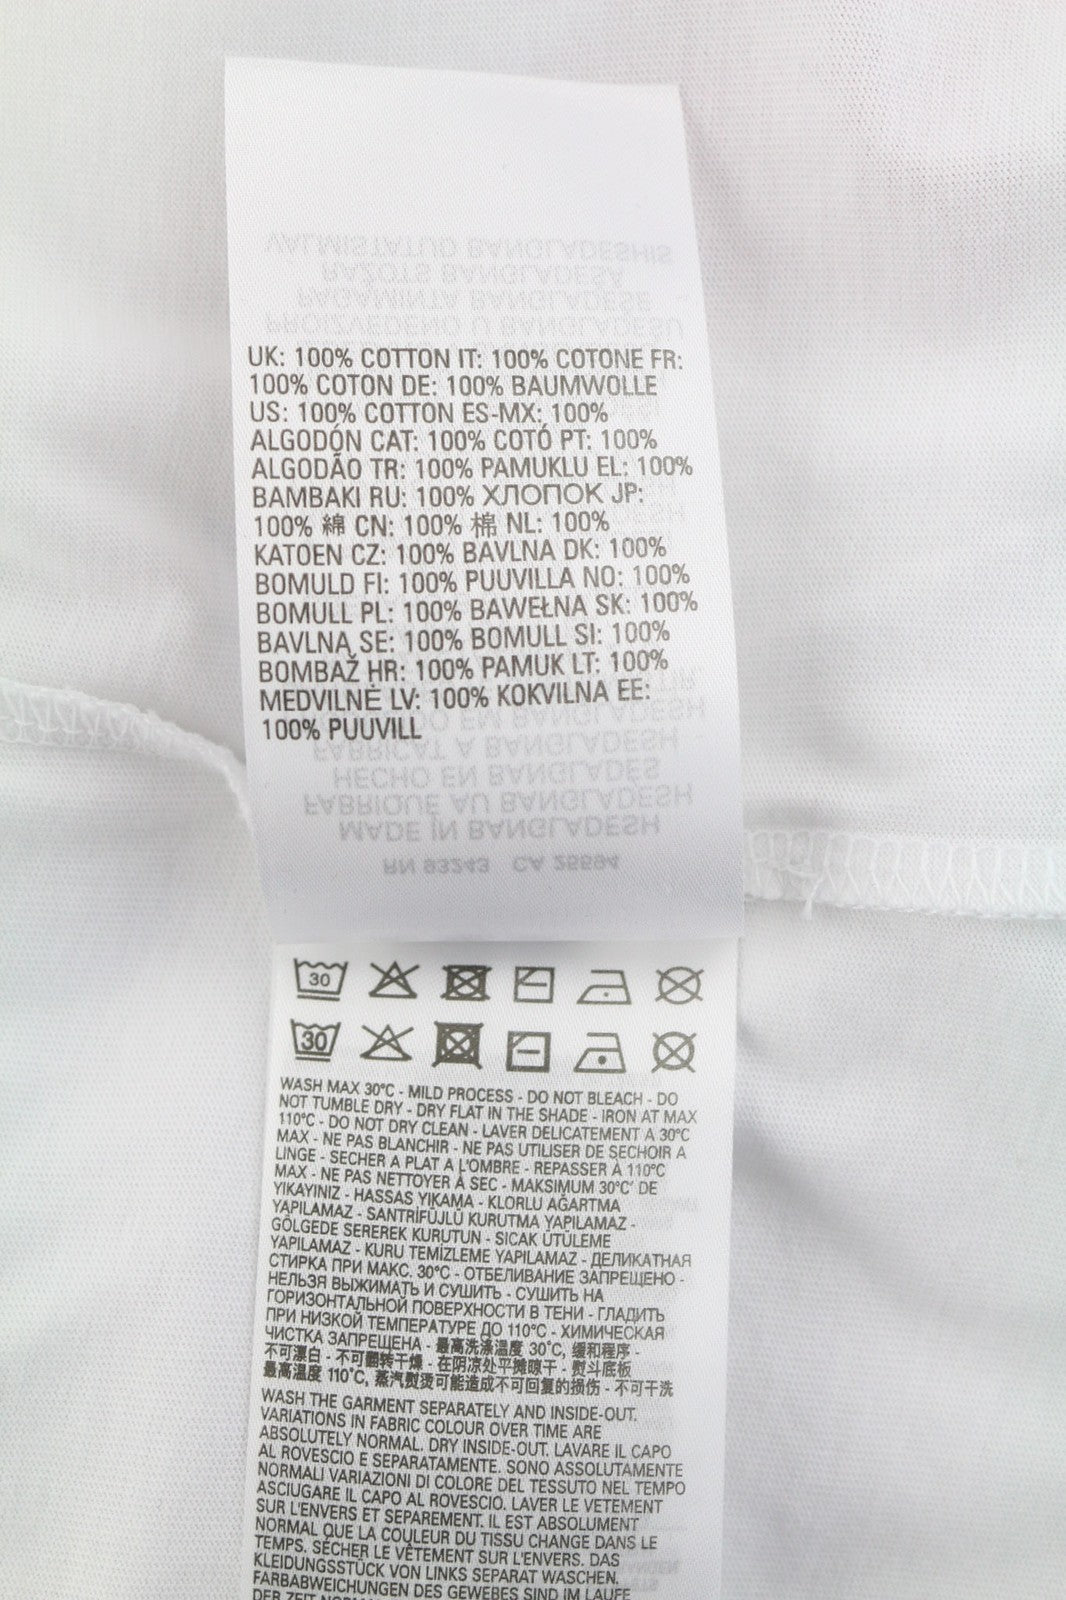 UK: 100% COTTON IT: 100% COTONE FR:
100% COTON DE: 100% BAUMWOLLE
US: 100% COTTON ES-MX: 100%
ALGODÓN CAT: 100% COTÓ PT: 100%
ALGODÃO TR: 100% PAMUKLU EL: 100%
BAMBAKI RU: 100% ХЛОПОК JP:
100% 綿 CN: 100% 棉 NL: 100%
KATOEN CZ: 100% BAVLNA DK: 100%
BOMULD FI: 100% PUUVILLA NO: 100%
BOMULL PL: 100% BAWEŁNA SK: 100%
BAVLNA SE: 100% BOMULL SI: 100%
BOMBAŽ HR: 100% PAMUK LT: 100%
MEDVILNĖ LV: 100% KOKVILNA EE:
100% PUUVILL
30
30
WASH MAX 30°C - MILD PROCESS - DO NOT BLEACH - DO
NOT TUMBLE DRY - DRY FLAT IN THE SHADE - IRON AT MAX
110°C - DO NOT DRY CLEAN - LAVER DELICATEMENT A 30°C
MAX - NE PAS BLANCHIR - NE PAS UTILISER DE SECHOIR A
LINGE - SECHER A PLAT A L'OMBRE - REPASSER À 110°C
MAX - NE PAS NETTOYER À SEC - MAKSIMUM 30°C' DE
YIKAYINIZ - HASSAS YIKAMA - KLORLU AĞARTMA
YAPILAMAZ - SANTRİFÜJLÜ KURUTMA YAPILAMAZ -
GÖLGEDE SEREREK KURUTUN - SICAK ÜTÜLEME
YAPILAMAZ - KURU TEMİZLEME YAPILAMAZ - ДЕЛИКАТНАЯ
СТИРКА ПРИ МАКС. 30°C - ОТБЕЛИВАНИЕ ЗАПРЕЩЕНО -
НЕЛЬЗЯ ВЫЖИМАТЬ И СУШИТЬ - СУШИТЬ НА
ГОРИЗОНТАЛЬНОЙ ПОВЕРХНОСТИ В ТЕНИ - ГЛАДИТЬ
ПРИ НИЗКОЙ ТЕМПЕРАТУРЕ ДО 110°C - ХИМИЧЕСКАЯ
ЧИСТКА ЗАПРЕЩЕНА - 最高洗涤温度 30°C, 缓和程序 -
不可漂白 - 不可翻转干燥 - 在阴凉处平摊晾干 - 熨斗底板
最高温度 110°C, 蒸汽熨烫可能造成不可回复的损伤 - 不可干洗
WASH THE GARMENT SEPARATELY AND INSIDE-OUT.
VARIATIONS IN FABRIC COLOUR OVER TIME ARE
ABSOLUTELY NORMAL. DRY INSIDE-OUT. LAVARE IL CAPO
AL ROVESCIO E SEPARATAMENTE. SONO ASSOLUTAMENTE
NORMALI VARIAZIONI DI COLORE DEL TESSUTO NEL TEMPO
ASCIUGARE IL CAPO AL ROVESCIO. LAVER LE VETEMENT
SUR L'ENVERS ET SEPAREMENT. IL EST ABSOLUMENT
NORMAL QUE LA COULEUR DU TISSU CHANGE DANS LE
TEMPS. SÉCHER LE VÊTEMENT SUR L'ENVERS. DAS
KLEIDUNGSSTÜCK VON LINKS SEPARAT WASCHEN.
FARBABWEICHUNGEN DES GEWEBES SIND IM LAUFE
DER ZEIT